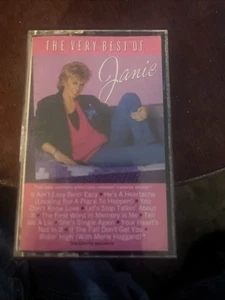 THE VERY BEST OF
Janie
It Ain't Easy Bein' Easy • He's A Heartache
(Looking For A Place To Happen) • You
Don't Know Love • Let's Stop Talkin' About
It • The First Word In Memory Is Me • Tell
Me A Lie • She's Single Again • Your Heart's
Not In It • If The Fall Don't Get You
Ridin' High (With Merle Haggard)